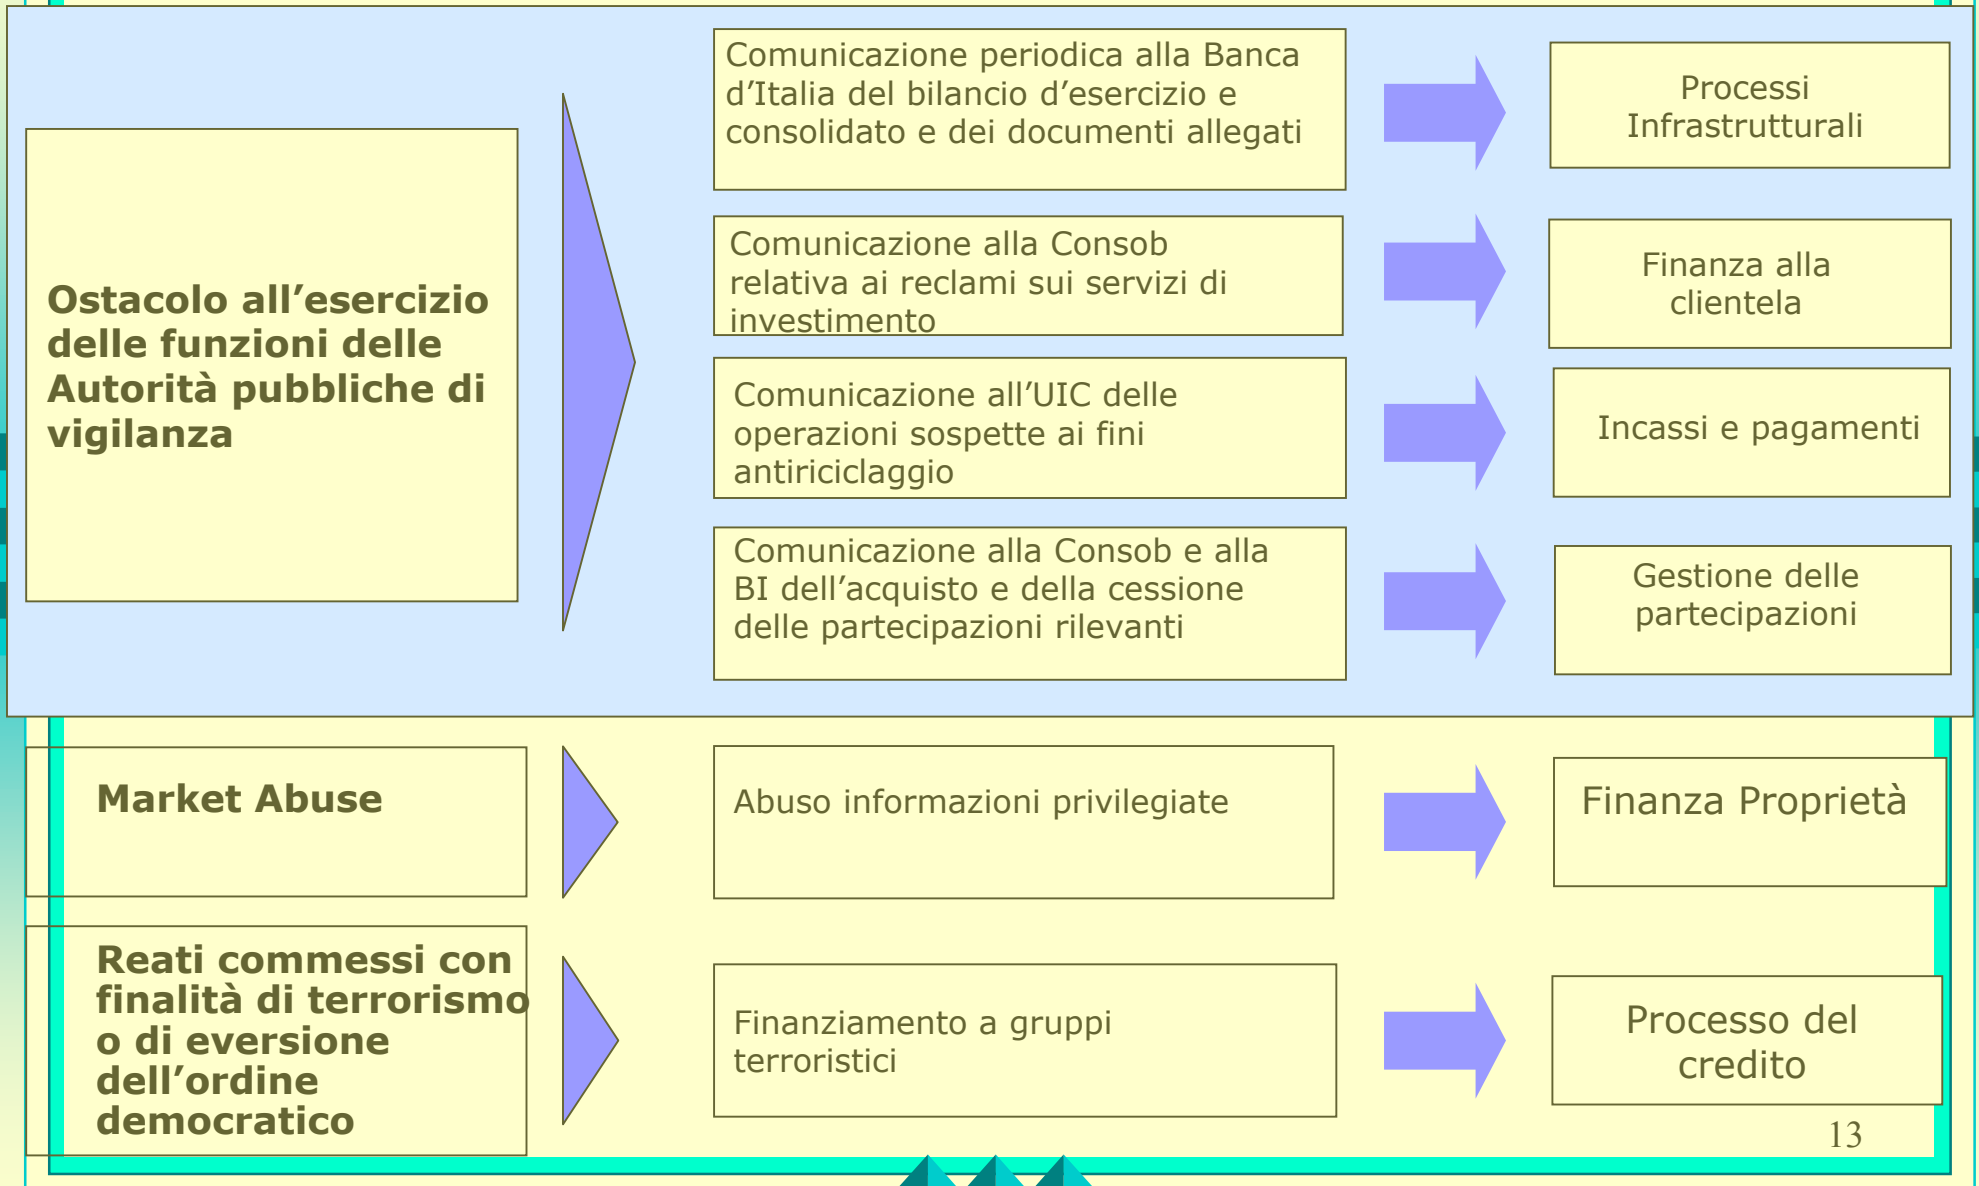 Comunicazione periodica alla Banca
d’Italia del bilancio d’esercizio e
consolidato e dei documenti allegati
Processi
Infrastrutturali
Ostacolo all’esercizio
delle funzioni delle
Autorità pubbliche di
vigilanza
Comunicazione alla Consob
relativa ai reclami sui servizi di
investimento
Finanza alla
clientela
Comunicazione all’UIC delle
operazioni sospette ai fini
antiriciclaggio
Incassi e pagamenti
Comunicazione alla Consob e alla
BI dell’acquisto e della cessione
delle partecipazioni rilevanti
Gestione delle
partecipazioni
Market Abuse
Abuso informazioni privilegiate
Finanza Proprietà
Reati commessi con
finalità di terrorismo
o di eversione
dell’ordine
democratico
Finanziamento a gruppi
terroristici
Processo del
credito
13